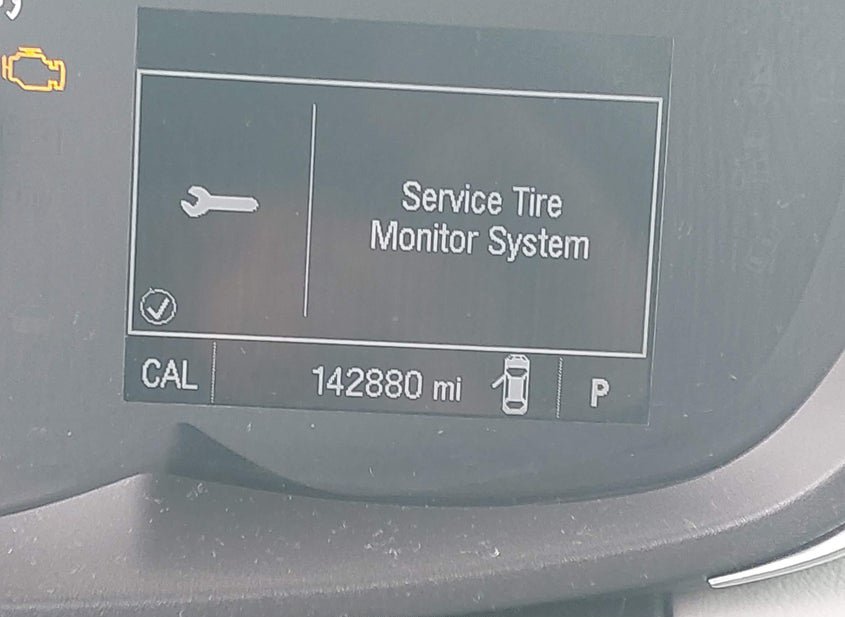 Service Tire
Monitor System
CAL 142880 mi P